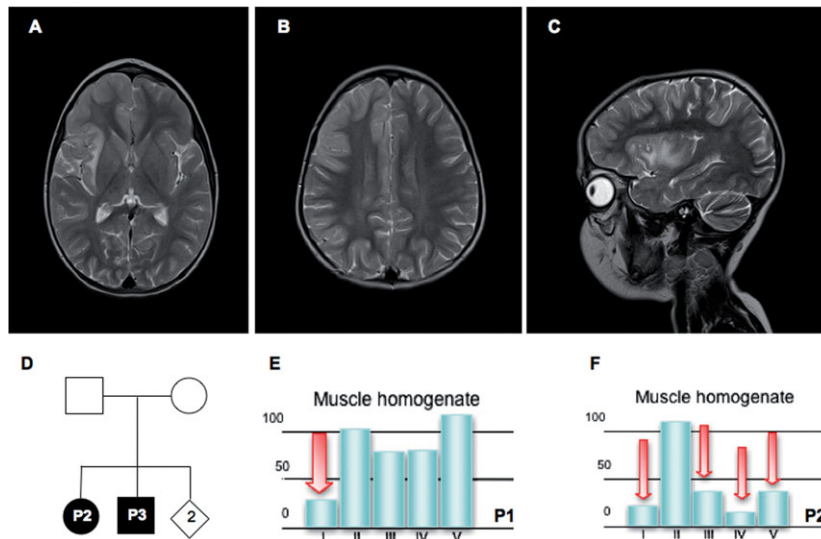 A
B
C
D
P2
P3
2
E
Muscle homogenate
100
50
0
I II III IV V
P1
F
Muscle homogenate
100
50
0
I II III IV V
P2